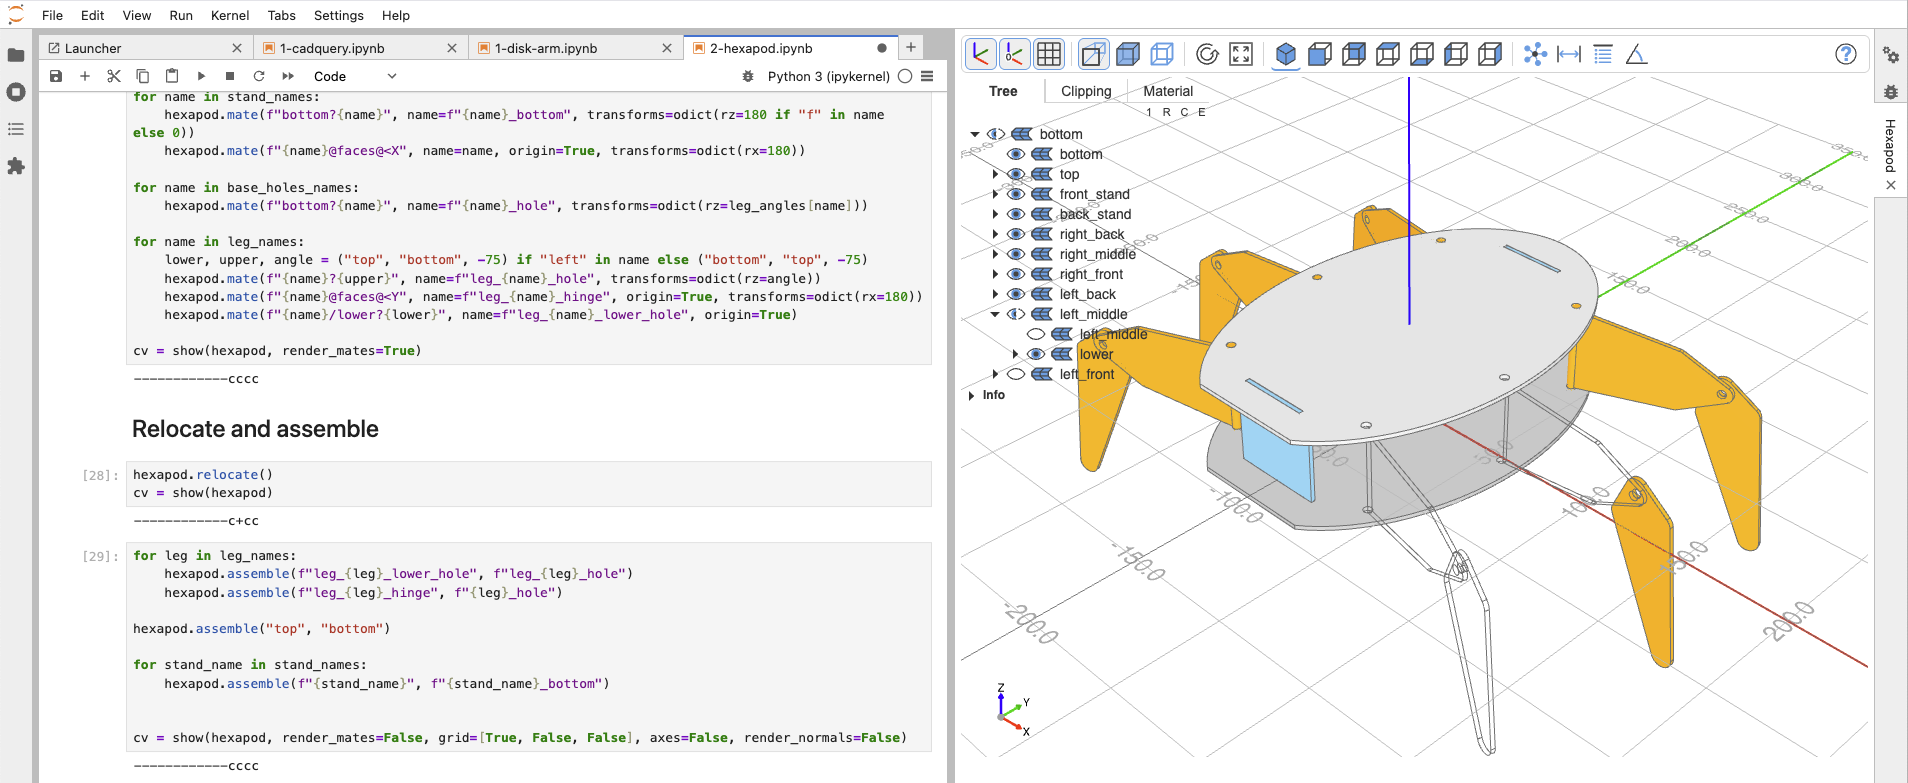 File Edit View Run Kernel Tabs Settings Help
Launcher
1-cadquery.ipynb
1-disk-arm.ipynb
2-hexapod.ipynb
Code
Python 3 (ipykernel)
for name in stand_names:
    hexapod.mate(f"bottom?{name}", name=f"{name}_bottom", transforms=odict(rz=180 if "f" in name
else 0))
    hexapod.mate(f"{name}@faces@<X", name=name, origin=True, transforms=odict(rx=180))
for name in base_holes_names:
    hexapod.mate(f"bottom?{name}", name=f"{name}_hole", transforms=odict(rz=leg_angles[name]))
for name in leg_names:
    lower, upper, angle = ("top", "bottom", -75) if "left" in name else ("bottom", "top", -75)
    hexapod.mate(f"{name}?{upper}", name=f"leg_{name}_hole", transforms=odict(rz=angle))
    hexapod.mate(f"{name}@faces@<Y", name=f"leg_{name}_hinge", origin=True, transforms=odict(rx=180))
    hexapod.mate(f"{name}/lower?{lower}", name=f"leg_{name}_lower_hole", origin=True)
cv = show(hexapod, render_mates=True)
------------cccc
Relocate and assemble
[28]:
hexapod.relocate()
cv = show(hexapod)
------------c+cc
[29]:
for leg in leg_names:
    hexapod.assemble(f"leg_{leg}_lower_hole", f"leg_{leg}_hole")
    hexapod.assemble(f"leg_{leg}_hinge", f"{leg}_hole")
hexapod.assemble("top", "bottom")
for stand_name in stand_names:
    hexapod.assemble(f"{stand_name}", f"{stand_name}_bottom")
cv = show(hexapod, render_mates=False, grid=[True, False, False], axes=False, render_normals=False)
------------cccc
Tree Clipping Material
1 R C E
bottom
bottom
top
front_stand
back_stand
right_back
right_middle
right_front
left_back
left_middle
left_middle
lower
left_front
Info
300.0
250.0
200.0
150.0
-100.0
-150.0
-200.0
100.0
150.0
200.0
Z
Y
X
?
Hexapod